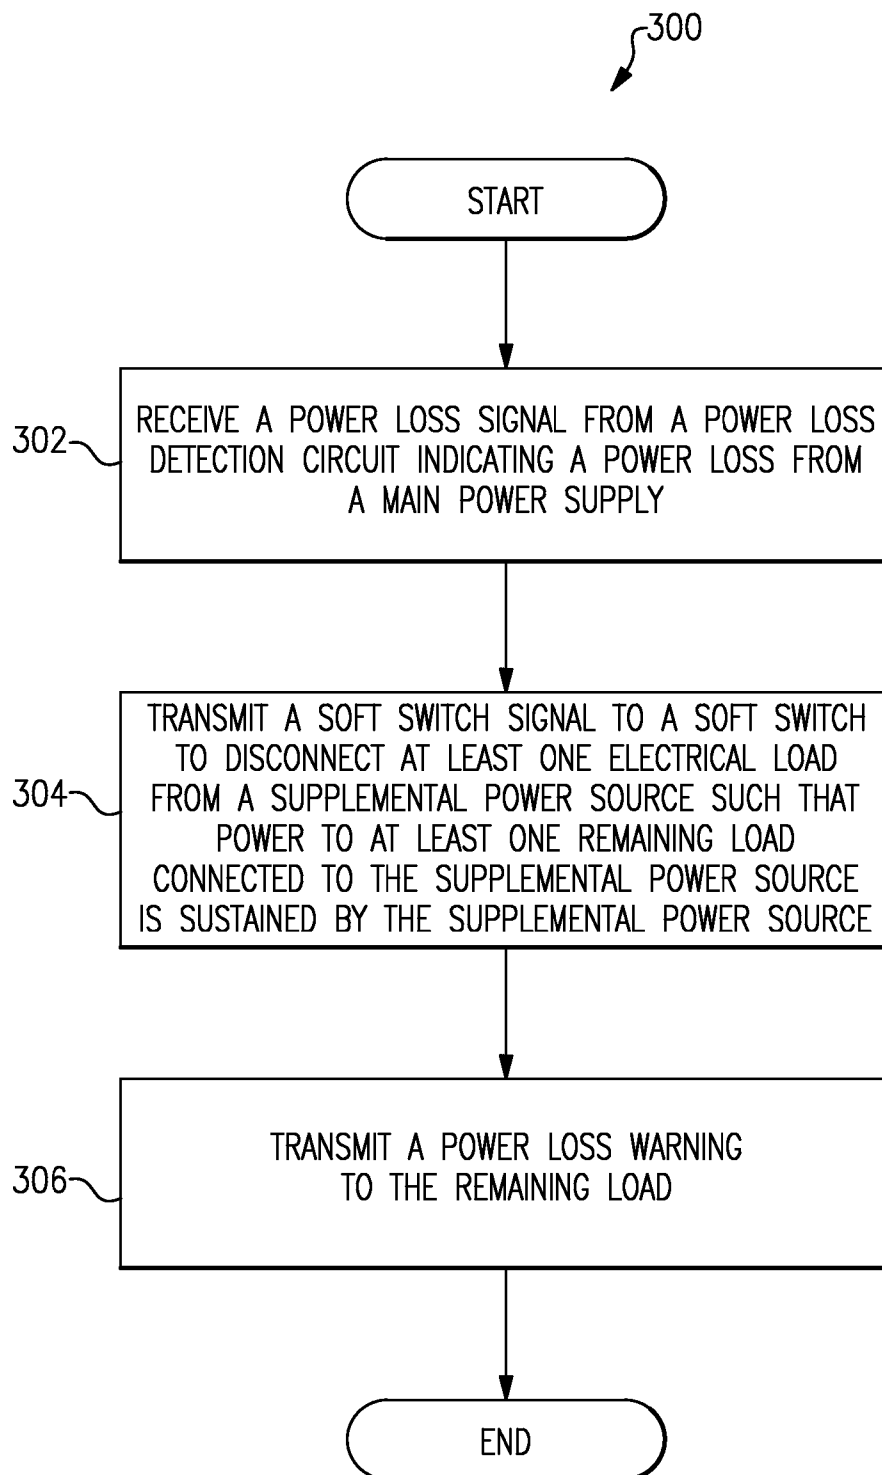 300
START
302
RECEIVE A POWER LOSS SIGNAL FROM A POWER LOSS
DETECTION CIRCUIT INDICATING A POWER LOSS FROM
A MAIN POWER SUPPLY
304
TRANSMIT A SOFT SWITCH SIGNAL TO A SOFT SWITCH
TO DISCONNECT AT LEAST ONE ELECTRICAL LOAD
FROM A SUPPLEMENTAL POWER SOURCE SUCH THAT
POWER TO AT LEAST ONE REMAINING LOAD
CONNECTED TO THE SUPPLEMENTAL POWER SOURCE
IS SUSTAINED BY THE SUPPLEMENTAL POWER SOURCE
306
TRANSMIT A POWER LOSS WARNING
TO THE REMAINING LOAD
END